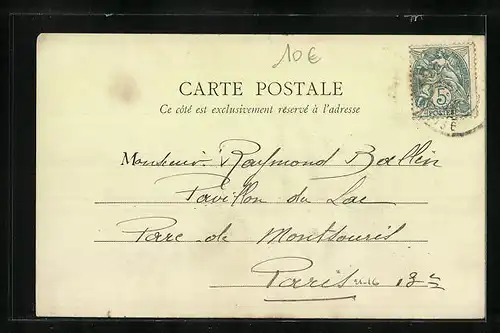 10€
CARTE POSTALE
Ce côté est exclusivement réservé à l'adresse
5
Monsieur Raymond Ballin
Pavillon du Lac
Parc de Montsouris
Paris 13e